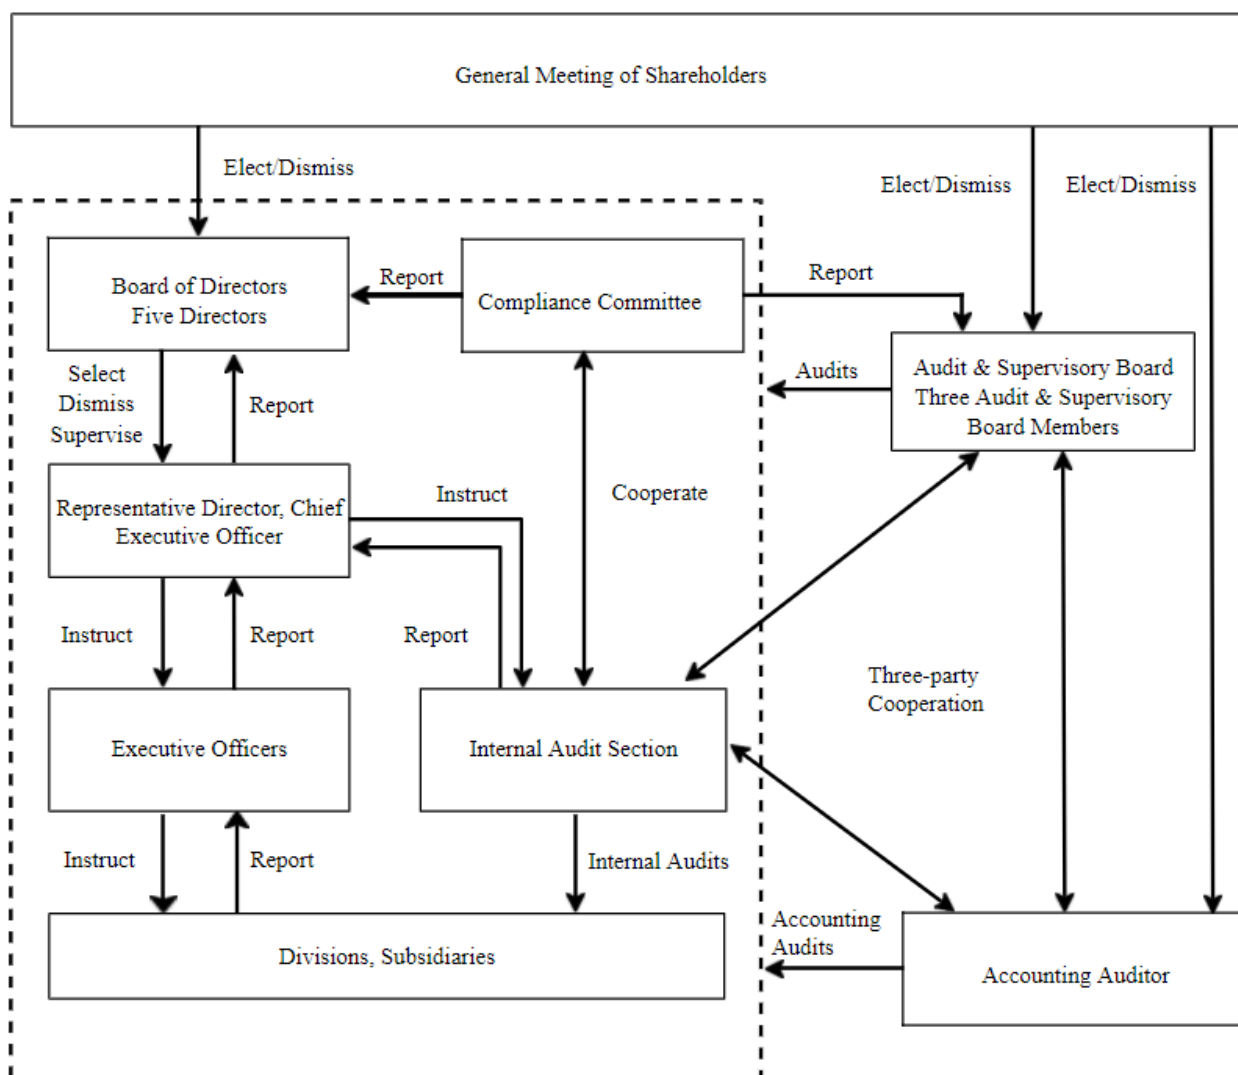 General Meeting of Shareholders
Elect/Dismiss
Elect/Dismiss
Elect/Dismiss
Board of Directors
Five Directors
Report
Compliance Committee
Report
Audit & Supervisory Board
Three Audit & Supervisory
Board Members
Audits
Select
Dismiss
Supervise
Report
Representative Director, Chief
Executive Officer
Instruct
Cooperate
Instruct
Report
Report
Three-party
Cooperation
Executive Officers
Internal Audit Section
Instruct
Report
Internal Audits
Divisions, Subsidiaries
Accounting
Audits
Accounting Auditor